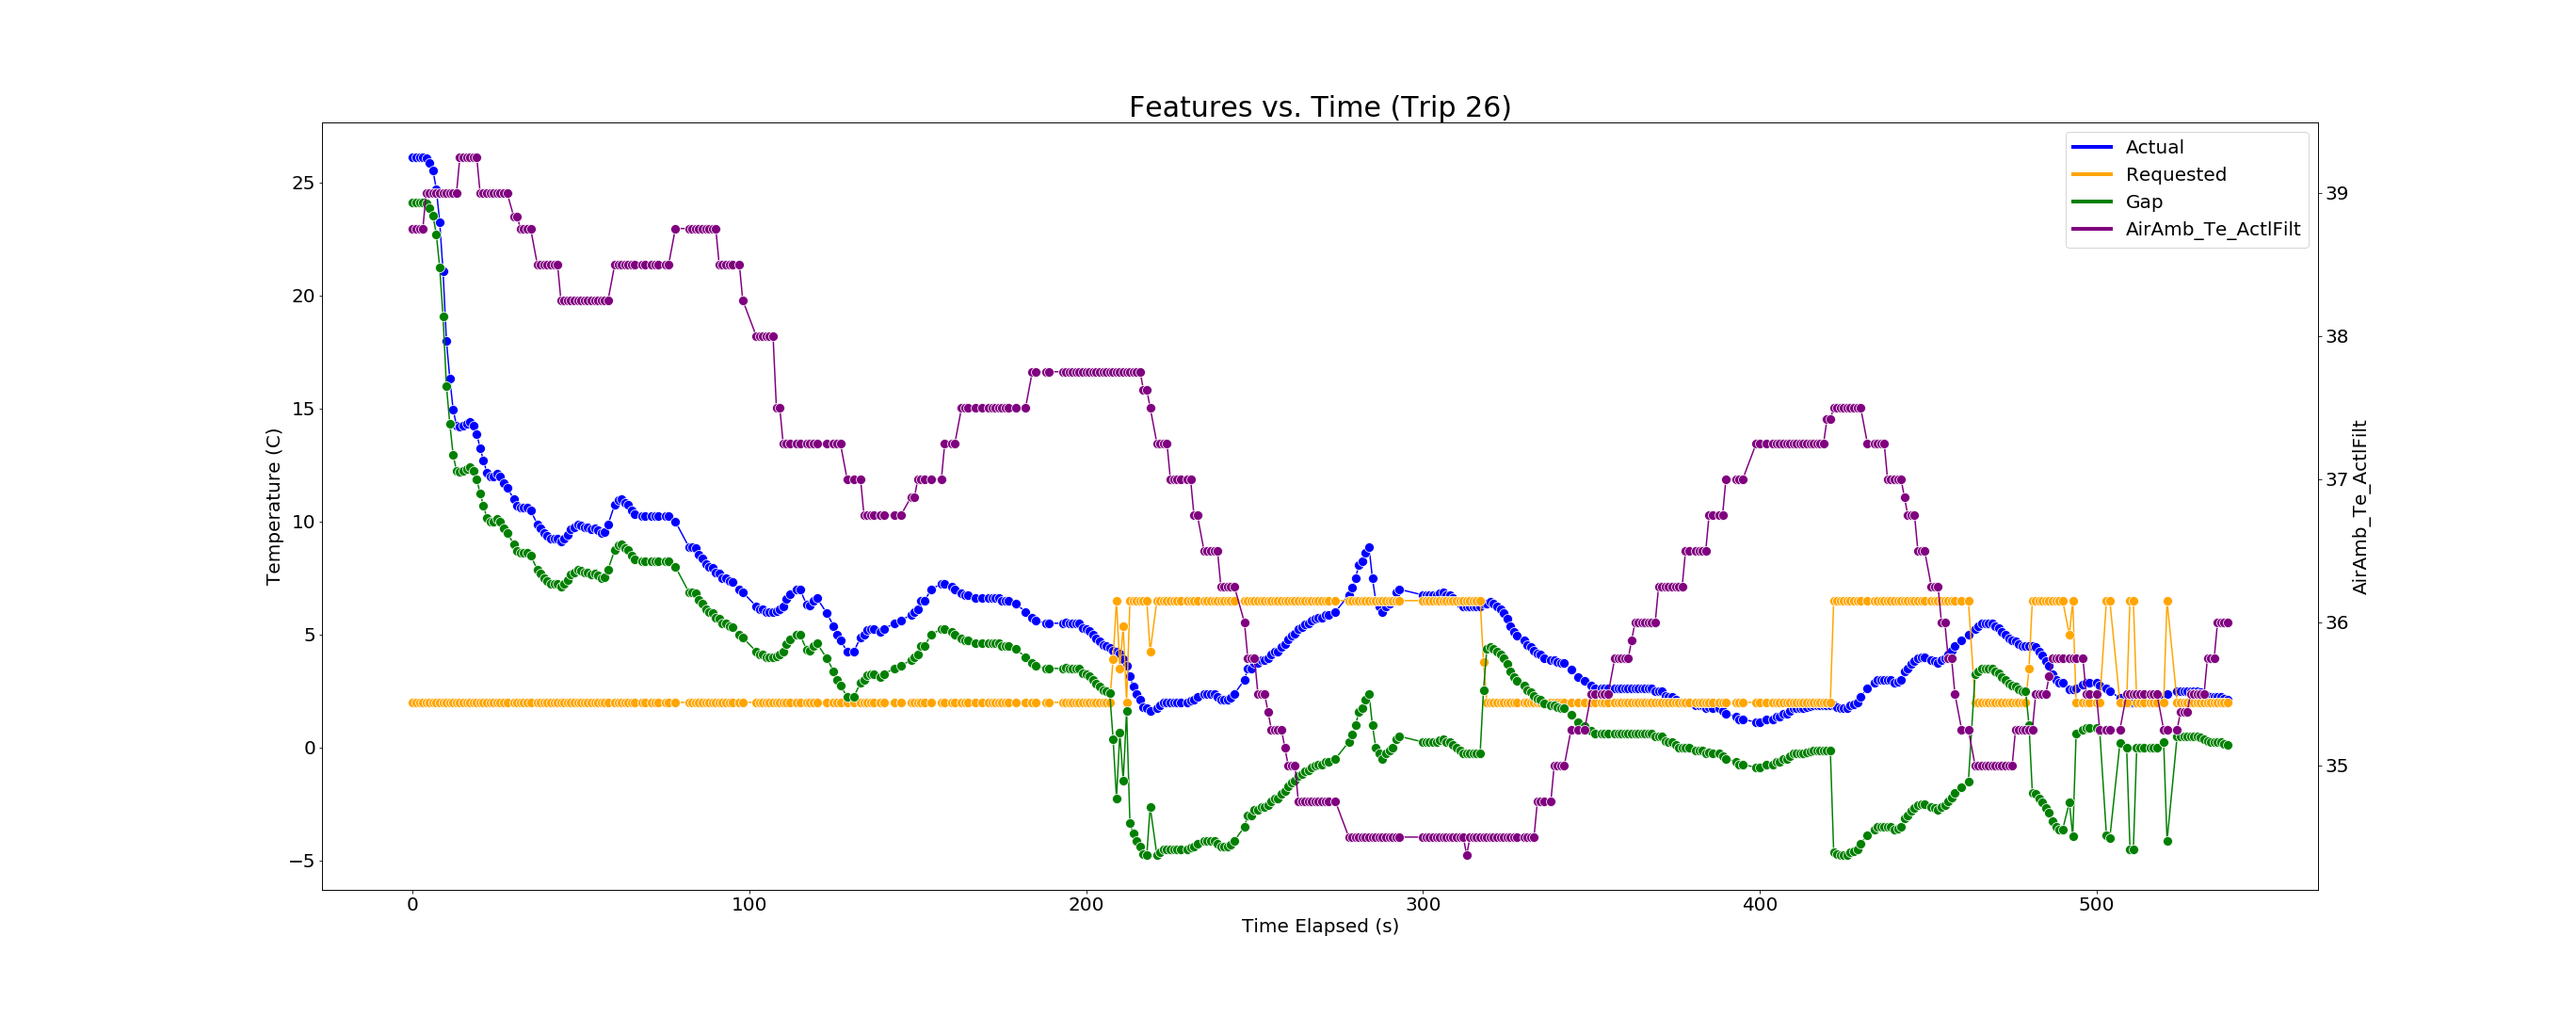 Features vs. Time (Trip 26)
Actual
Requested
Gap
AirAmb_Te_ActlFilt
Temperature (C)
25
20
15
10
5
0
−5
39
38
37
36
35
AirAmb_Te_ActlFilt
0 100 200 300 400 500
Time Elapsed (s)